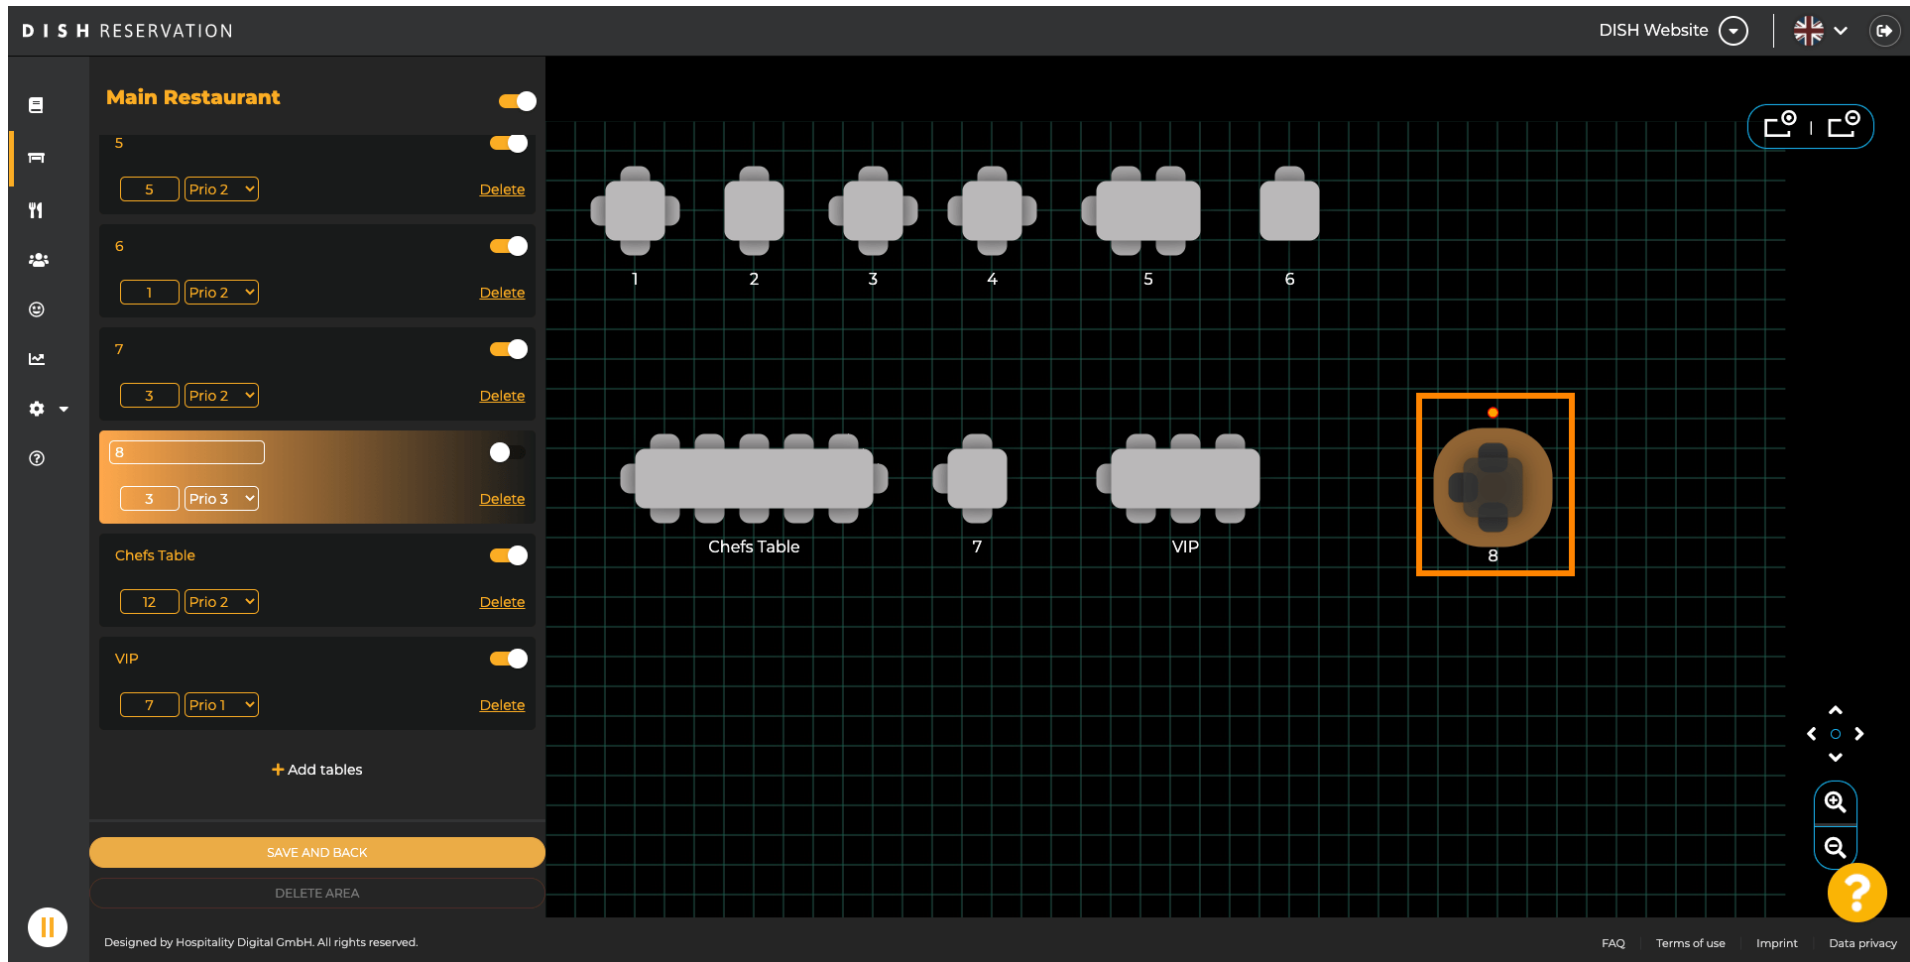 DISH RESERVATION
DISH Website
Main Restaurant
5
5 Prio 2 Delete
6
1 Prio 2 Delete
7
3 Prio 2 Delete
8
3 Prio 3 Delete
Chefs Table
12 Prio 2 Delete
VIP
7 Prio 1 Delete
+ Add tables
SAVE AND BACK
DELETE AREA
1 2 3 4 5 6
Chefs Table 7 VIP 8
?
Designed by Hospitality Digital GmbH. All rights reserved.
FAQ Terms of use Imprint Data privacy